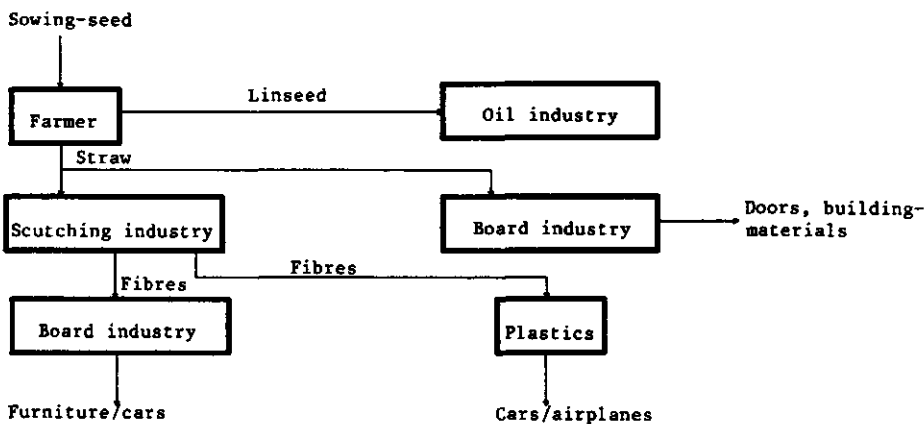 Sowing-seed
Linseed
Farmer
Oil industry
Straw
Scutching industry
Board industry
Doors, building-
materials
Fibres
Fibres
Board industry
Plastics
Furniture/cars
Cars/airplanes